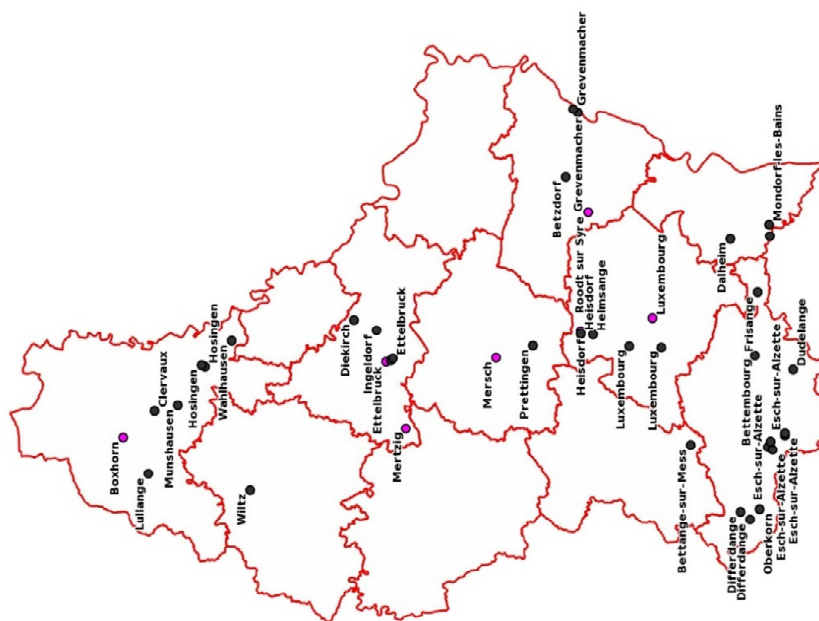 Boxhorn
Lullange
Clervaux
Munshausen
Hosingen
Hosingen
Wahlhausen
Wiltz
Diekirch
Ingeldorf
Ettelbruck
Ettelbruck
Mertzig
Mersch
Prettingen
Betzdorf
Grevenmacher
Grevenmacher
Roodt sur Syre
Heisdorf
Heisdorf
Helmsange
Luxembourg
Luxembourg
Luxembourg
Bettange-sur-Mess
Dalheim
Mondorf-les-Bains
Frisange
Bettembourg
Dudelange
Esch-sur-Alzette
Esch-sur-Alzette
Esch-sur-Alzette
Esch-sur-Alzette
Differdange
Differdange
Oberkorn